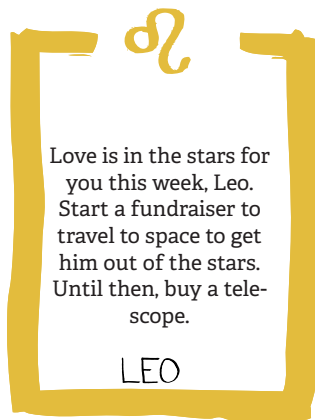 Love is in the stars for
you this week, Leo.
Start a fundraiser to
travel to space to get
him out of the stars.
Until then, buy a tele-
scope.
LEO